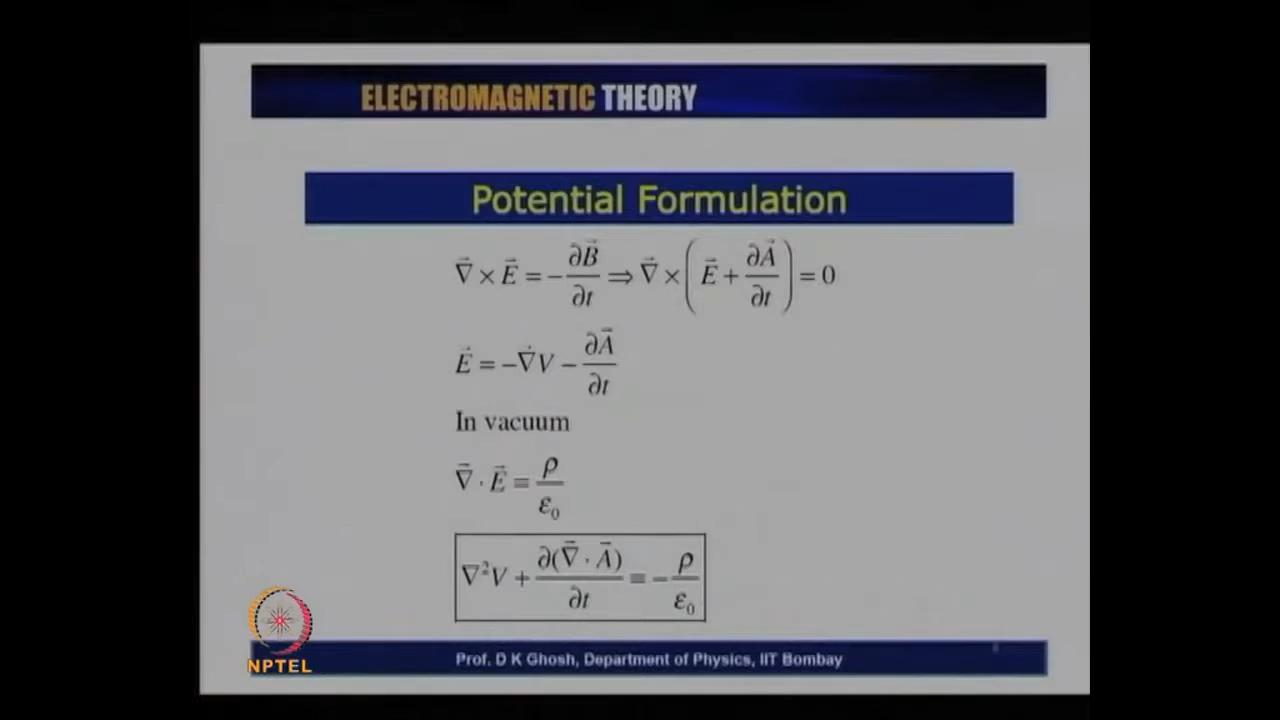 ELECTROMAGNETIC THEORY
Potential Formulation
∇⃗ × E⃗ = −∂B⃗/∂t ⇒ ∇⃗ × (E⃗ + ∂A⃗/∂t) = 0
E⃗ = −∇⃗V − ∂A⃗/∂t
In vacuum
∇⃗ · E⃗ = ρ/ε₀
∇²V + ∂(∇⃗ · A⃗)/∂t = −ρ/ε₀
NPTEL
Prof. D K Ghosh, Department of Physics, IIT Bombay